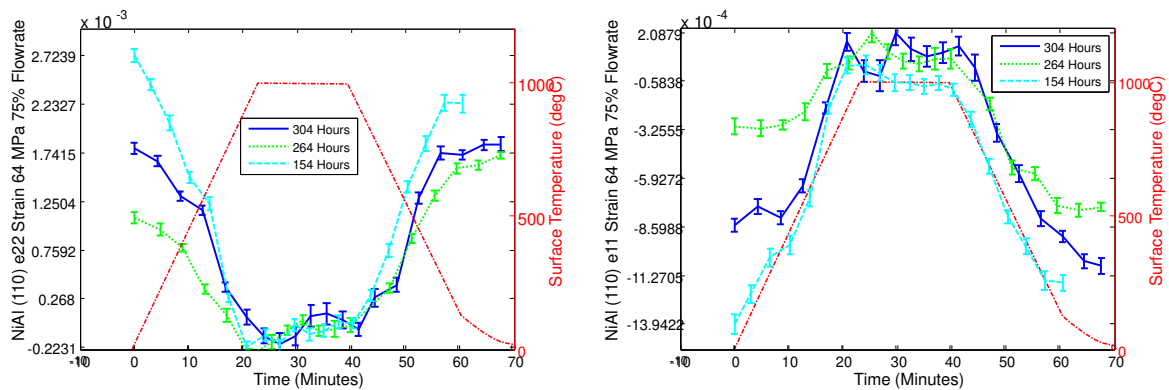 x 10⁻³
2.7239
2.2327
1.7415
1.2504
0.7592
0.268
-0.2231
NiAl (110) e22 Strain 64 MPa 75% Flowrate
304 Hours
264 Hours
154 Hours
1000
500
0
Surface Temperature (degC)
-10 0 10 20 30 40 50 60 70
Time (Minutes)
x 10⁻⁴
2.0879
-0.5838
-3.2555
-5.9272
-8.5988
-11.2705
-13.9422
NiAl (110) e11 Strain 64 MPa 75% Flowrate
304 Hours
264 Hours
154 Hours
1000
500
0
Surface Temperature (degC)
-10 0 10 20 30 40 50 60 70
Time (Minutes)